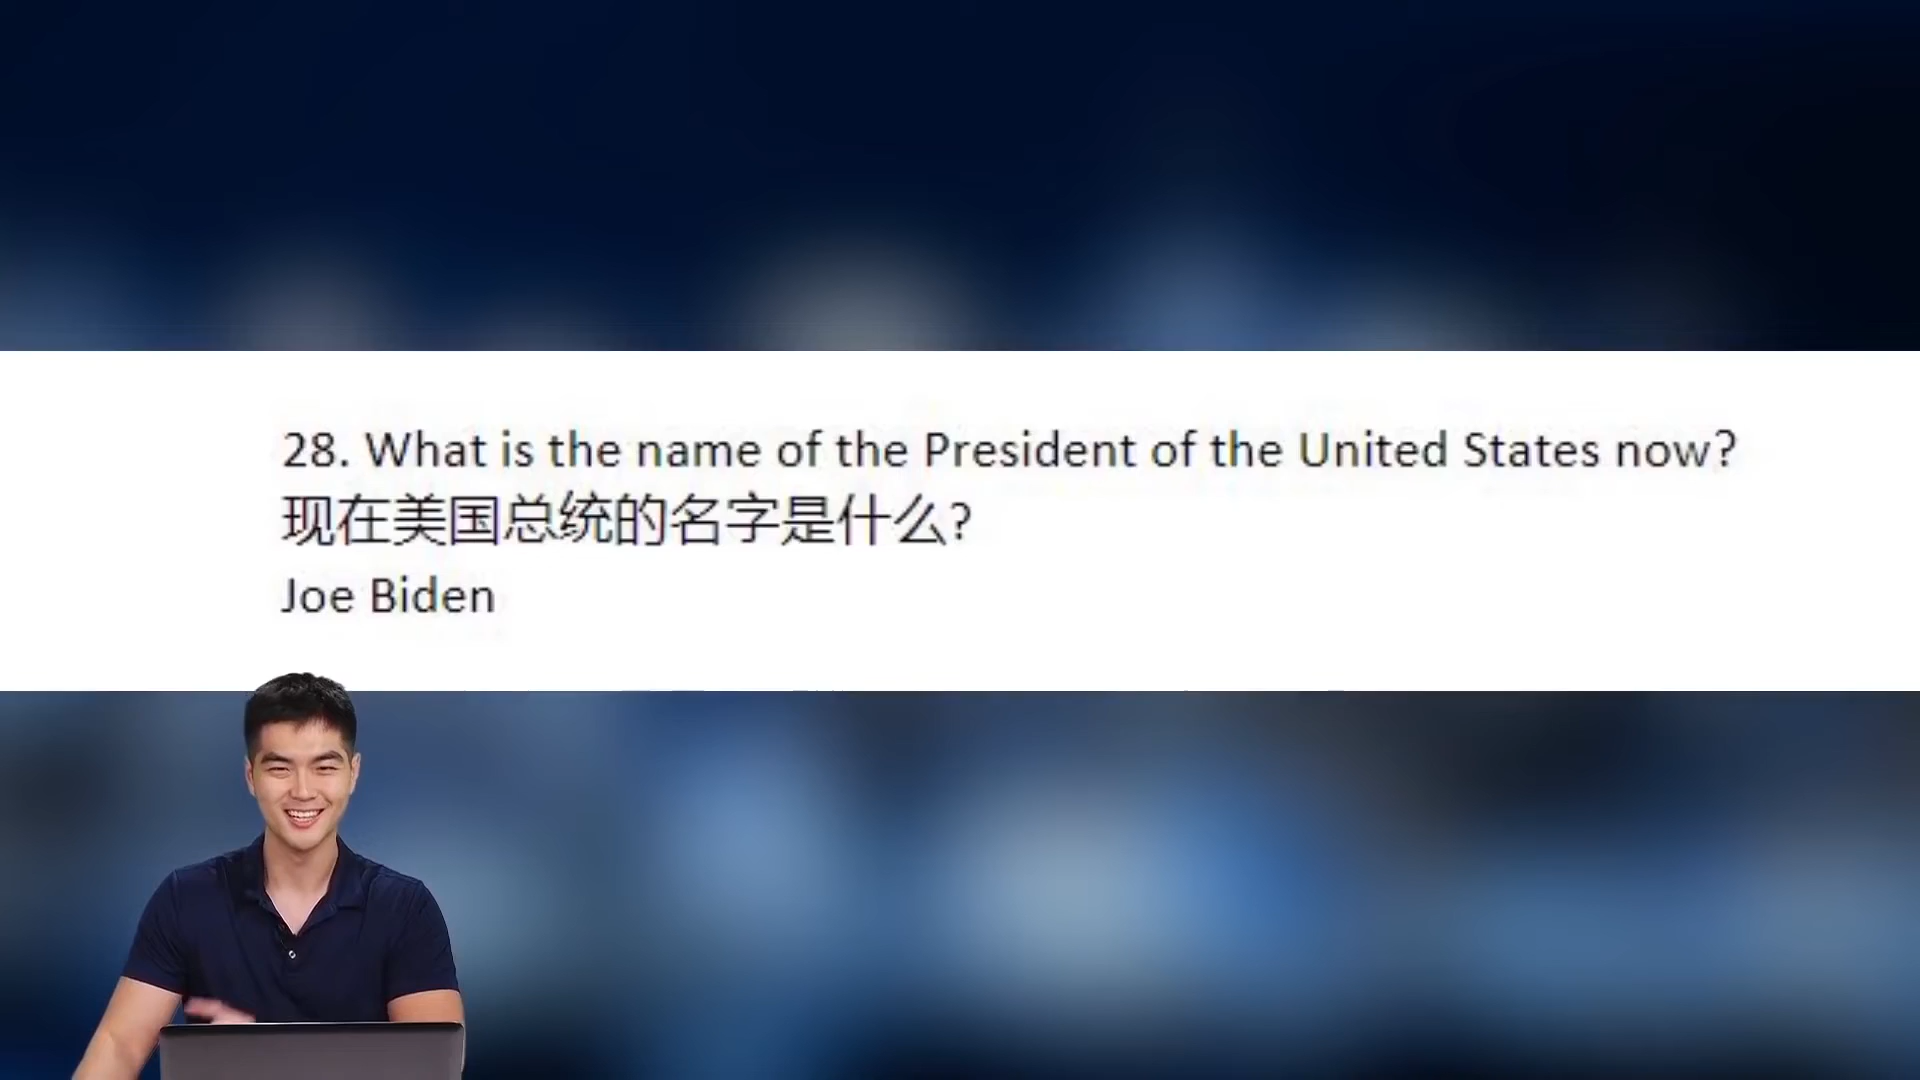 28. What is the name of the President of the United States now?
现在美国总统的名字是什么?
Joe Biden